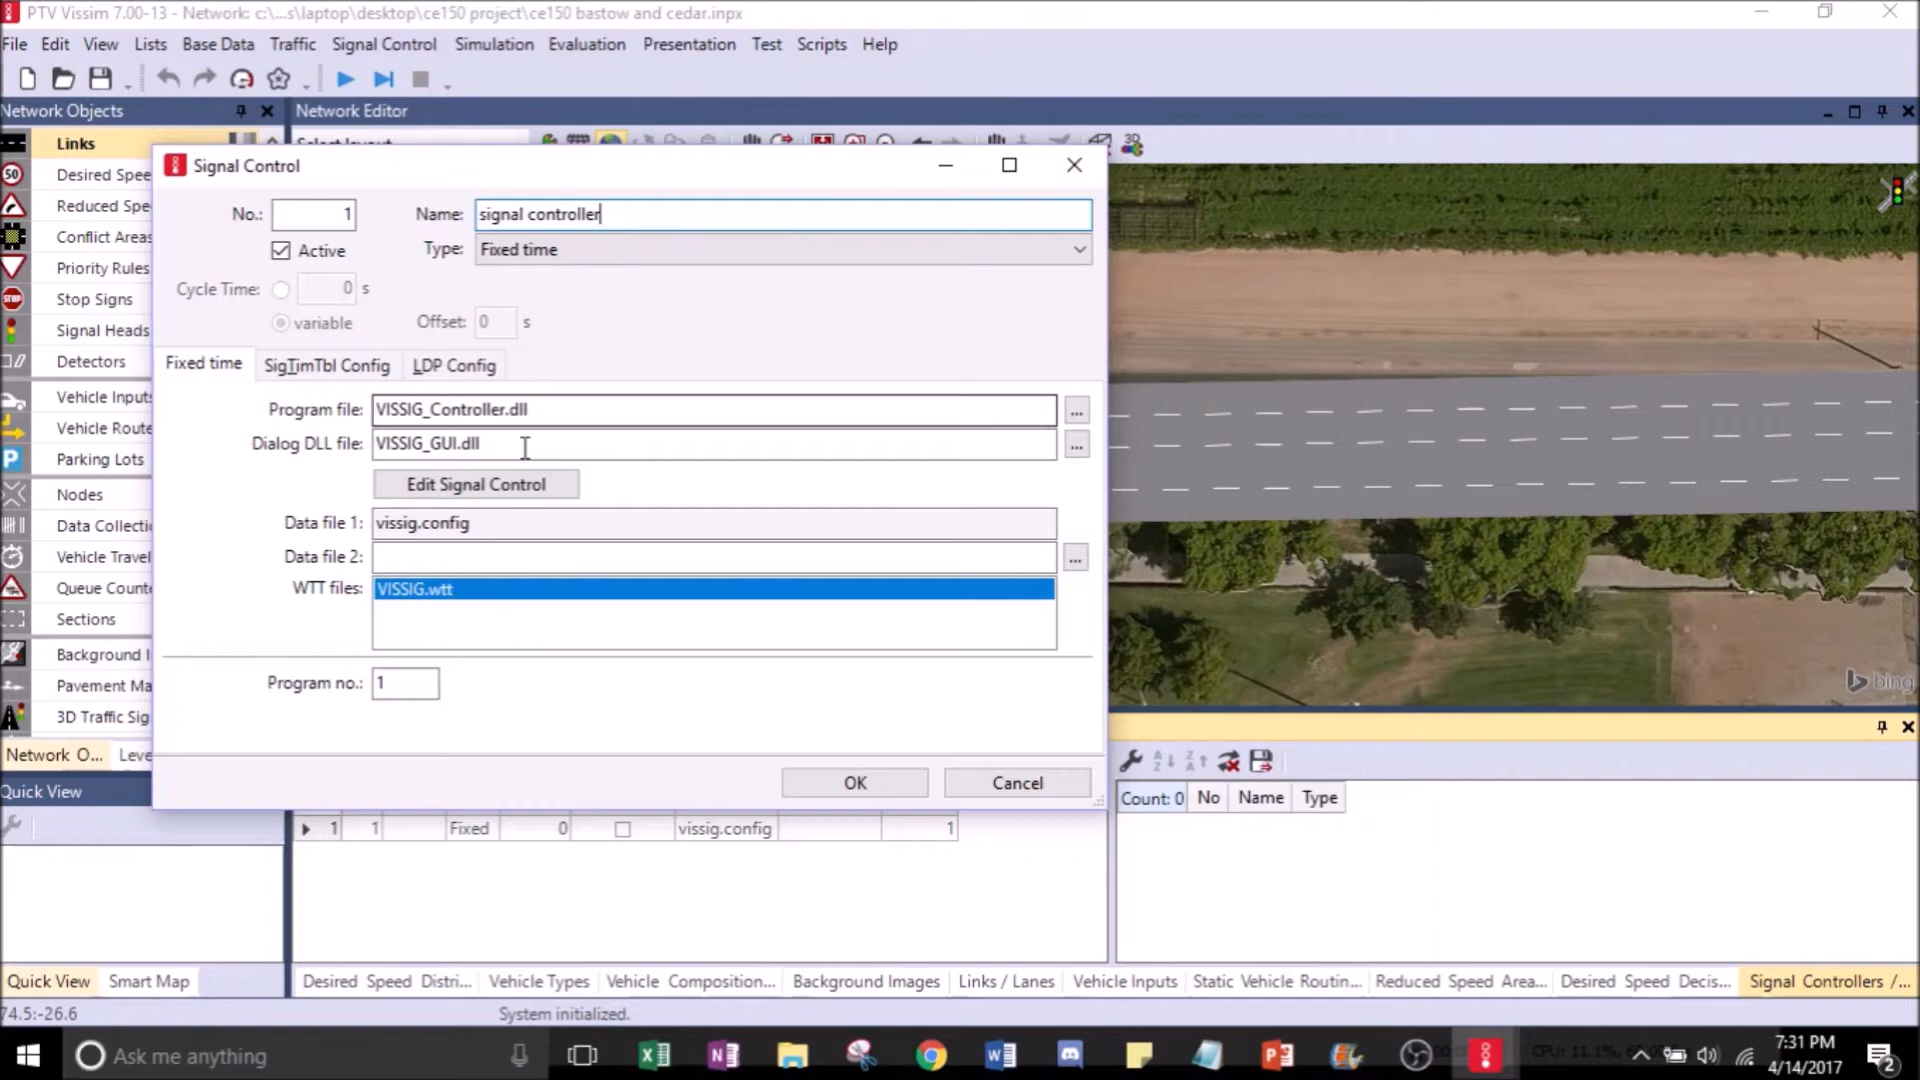 PTV Vissim 7.00-13 - Network: c:\...s\laptop\desktop\ce150 project\ce150 bastow and cedar.inpx
File Edit View Lists Base Data Traffic Signal Control Simulation Evaluation Presentation Test Scripts Help
Network Objects
Network Editor
Links
Select layout...
3D
Signal Control
50
Desired Spee
Reduced Spe
Conflict Areas
Priority Rules
STOP
Stop Signs
Signal Heads
Detectors
Vehicle Inputs
Vehicle Route
P
Parking Lots
Nodes
Data Collecti
Vehicle Travel
Queue Counte
Sections
Background I
Pavement Ma
3D Traffic Sig
No.: 1 Name: signal controller
Active Type: Fixed time
Cycle Time: 0 s
variable Offset: 0 s
Fixed time SigTimTbl Config LDP Config
Program file: VISSIG_Controller.dll ...
Dialog DLL file: VISSIG_GUI.dll ...
Edit Signal Control
Data file 1: vissig.config
Data file 2: ...
WTT files: VISSIG.wtt
Program no.: 1
OK Cancel
bing
Network O... Leve
Quick View
Count: 0 No Name Type
1 1 Fixed 0 vissig.config 1
Quick View Smart Map
Desired Speed Distri... Vehicle Types Vehicle Composition... Background Images Links / Lanes Vehicle Inputs Static Vehicle Routin... Reduced Speed Area... Desired Speed Decis... Signal Controllers /...
74.5:-26.6
System initialized.
Ask me anything
7:31 PM
4/14/2017
2